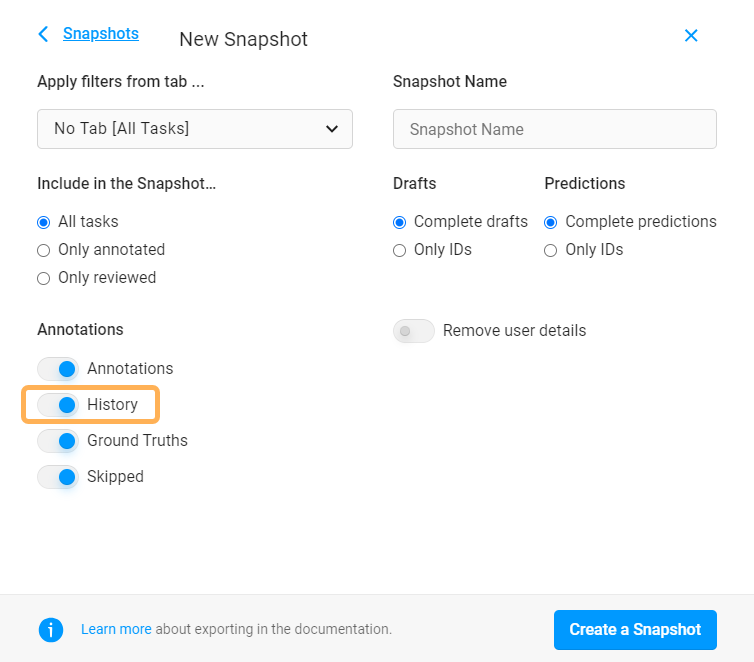 Snapshots
New Snapshot
Apply filters from tab ...
Snapshot Name
No Tab [All Tasks]
Snapshot Name
Include in the Snapshot...
Drafts
Predictions
All tasks
Complete drafts
Complete predictions
Only annotated
Only IDs
Only IDs
Only reviewed
Annotations
Remove user details
Annotations
History
Ground Truths
Skipped
Learn more about exporting in the documentation.
Create a Snapshot